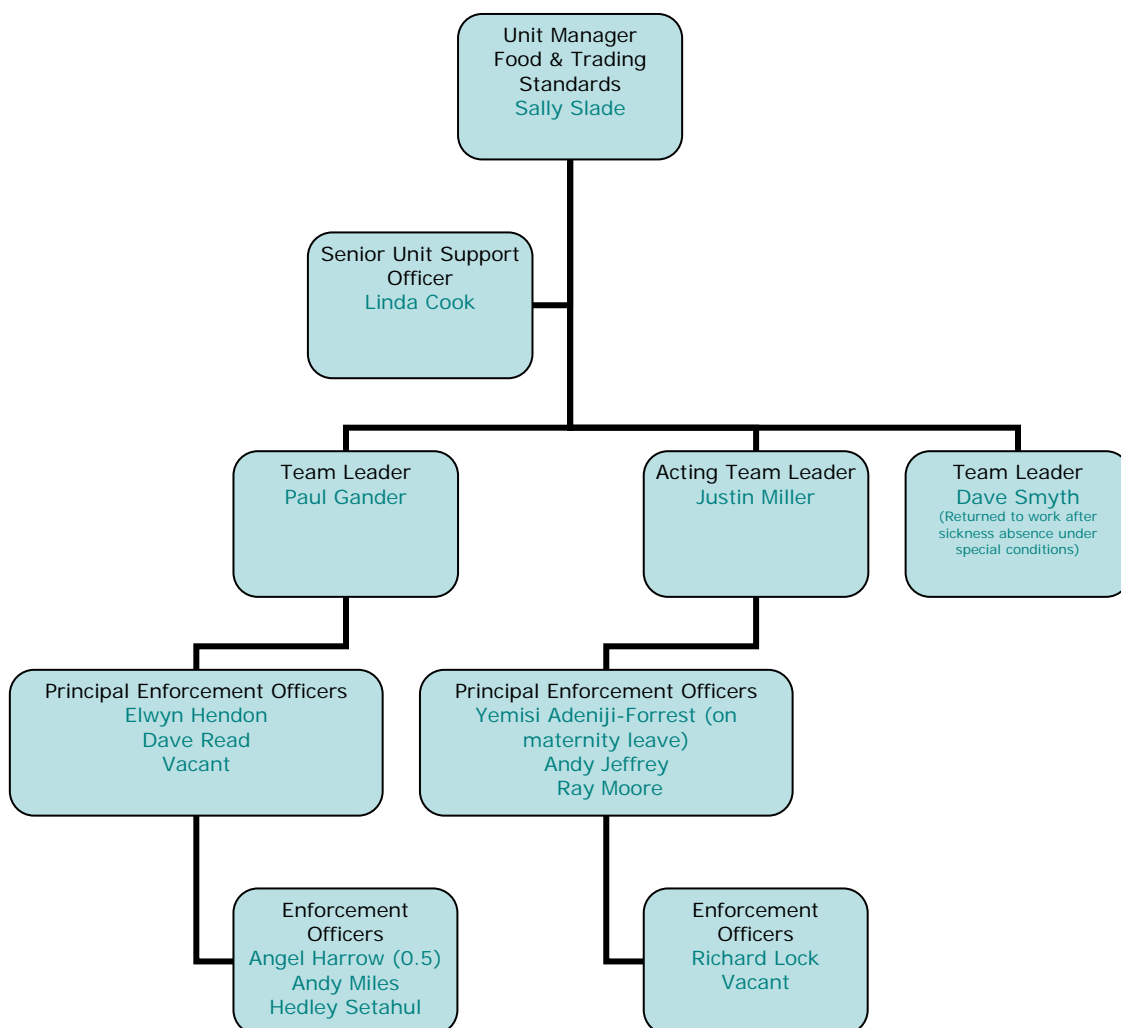 Unit Manager
Food & Trading
Standards
Sally Slade
Senior Unit Support
Officer
Linda Cook
Team Leader
Paul Gander
Acting Team Leader
Justin Miller
Team Leader
Dave Smyth
(Returned to work after
sickness absence under
special conditions)
Principal Enforcement Officers
Elwyn Hendon
Dave Read
Vacant
Principal Enforcement Officers
Yemisi Adeniji-Forrest (on
maternity leave)
Andy Jeffrey
Ray Moore
Enforcement
Officers
Angel Harrow (0.5)
Andy Miles
Hedley Setahul
Enforcement
Officers
Richard Lock
Vacant